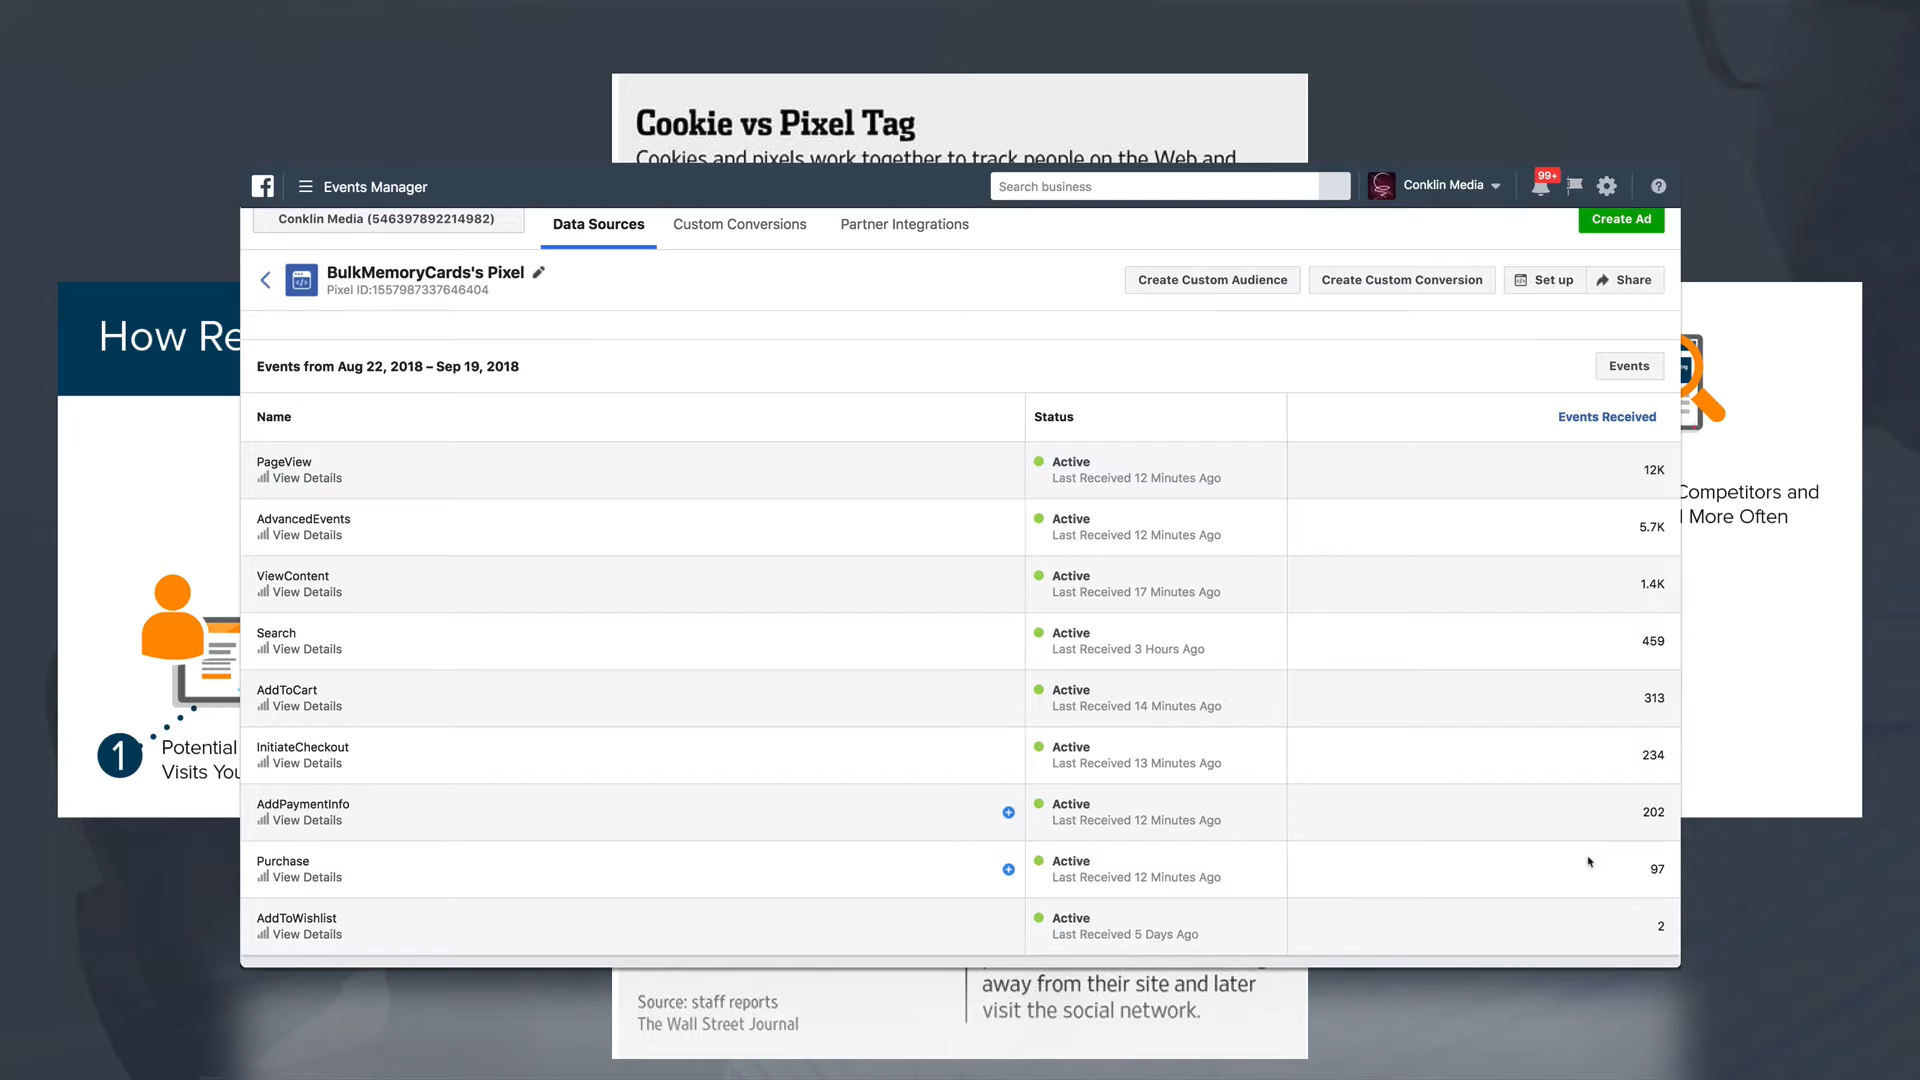 Cookie vs Pixel Tag
Cookies and pixels work together to track people on the Web and
Events Manager
Search business
Conklin Media
99+
Conklin Media (546397892214982)
Data Sources
Custom Conversions
Partner Integrations
Create Ad
BulkMemoryCards's Pixel
Pixel ID:1557987337646404
Create Custom Audience
Create Custom Conversion
Set up
Share
How Re
Events from Aug 22, 2018 – Sep 19, 2018
Events
Name
Status
Events Received
PageView
View Details
Active
Last Received 12 Minutes Ago
12K
AdvancedEvents
View Details
Active
Last Received 12 Minutes Ago
5.7K
Competitors and
More Often
ViewContent
View Details
Active
Last Received 17 Minutes Ago
1.4K
Search
View Details
Active
Last Received 3 Hours Ago
459
AddToCart
View Details
Active
Last Received 14 Minutes Ago
313
1
Potential
Visits You
InitiateCheckout
View Details
Active
Last Received 13 Minutes Ago
234
AddPaymentInfo
View Details
Active
Last Received 12 Minutes Ago
202
Purchase
View Details
Active
Last Received 12 Minutes Ago
97
AddToWishlist
View Details
Active
Last Received 5 Days Ago
2
away from their site and later
visit the social network.
Source: staff reports
The Wall Street Journal